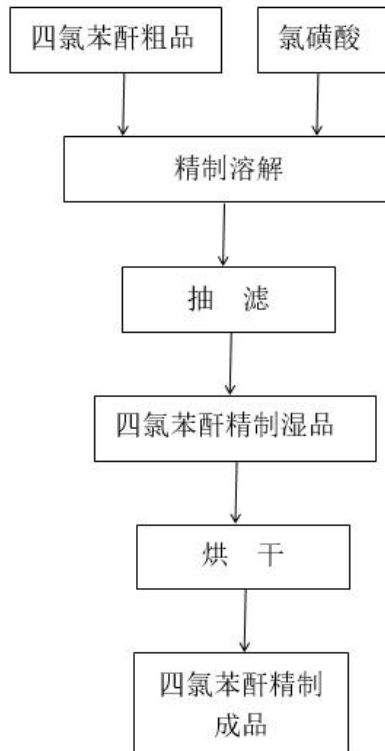 四氯苯酐粗品
氯磺酸
精制溶解
抽 滤
四氯苯酐精制湿品
烘 干
四氯苯酐精制
成品